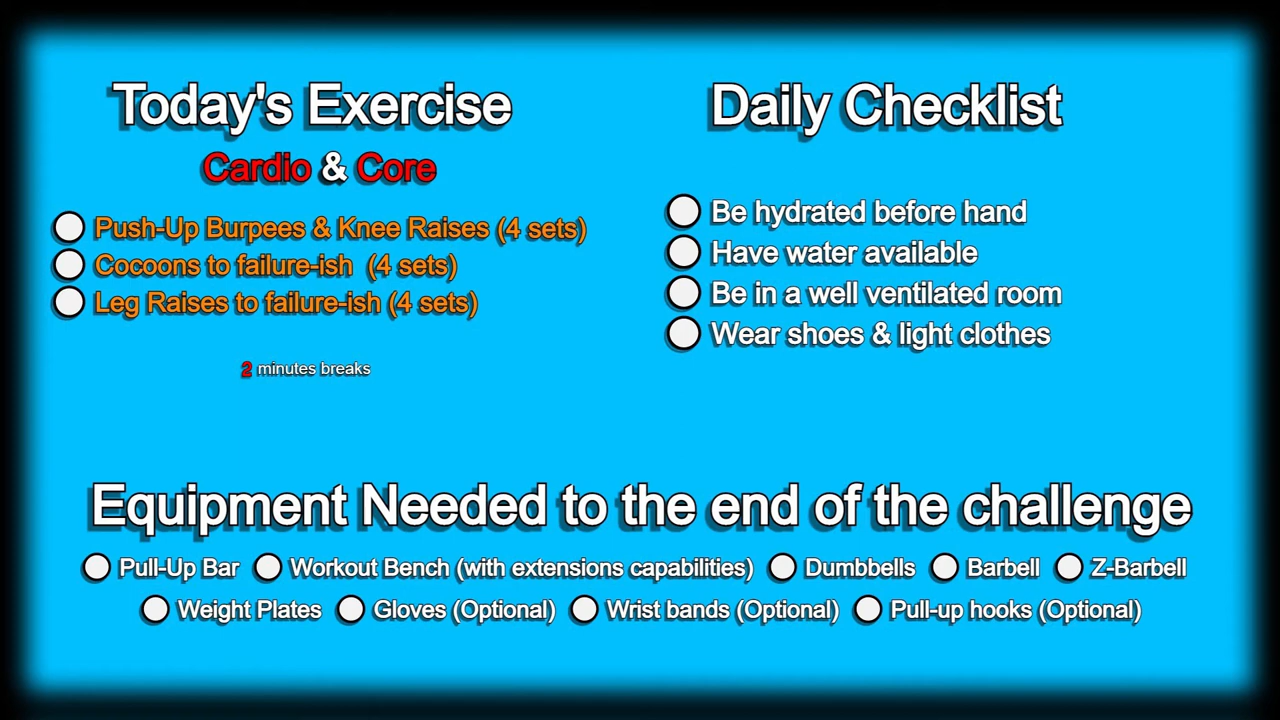 Today's Exercise
Cardio & Core
Push-Up Burpees & Knee Raises (4 sets)
Cocoons to failure-ish (4 sets)
Leg Raises to failure-ish (4 sets)
2 minutes breaks
Daily Checklist
Be hydrated before hand
Have water available
Be in a well ventilated room
Wear shoes & light clothes
Equipment Needed to the end of the challenge
Pull-Up Bar Workout Bench (with extensions capabilities) Dumbbells Barbell Z-Barbell
Weight Plates Gloves (Optional) Wrist bands (Optional) Pull-up hooks (Optional)